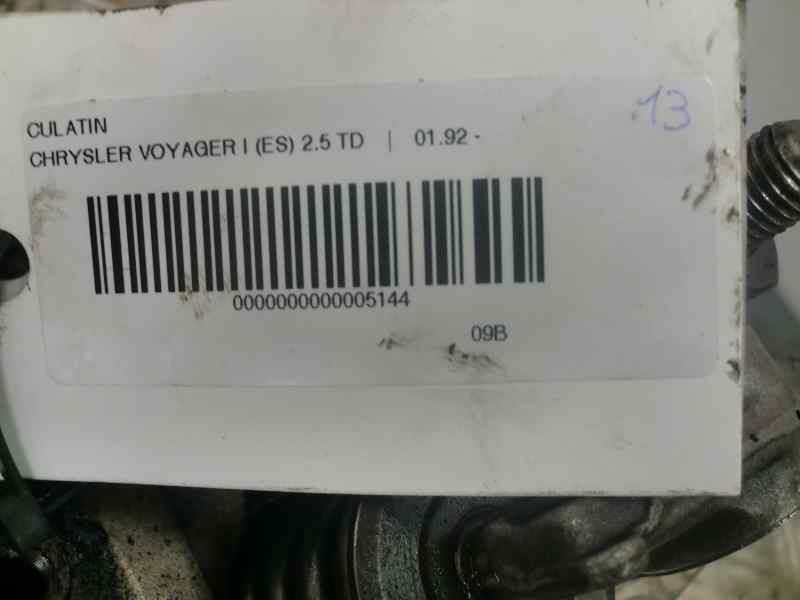 13
CULATIN
CHRYSLER VOYAGER I (ES) 2.5 TD | 01.92 -
0000000000005144
09B